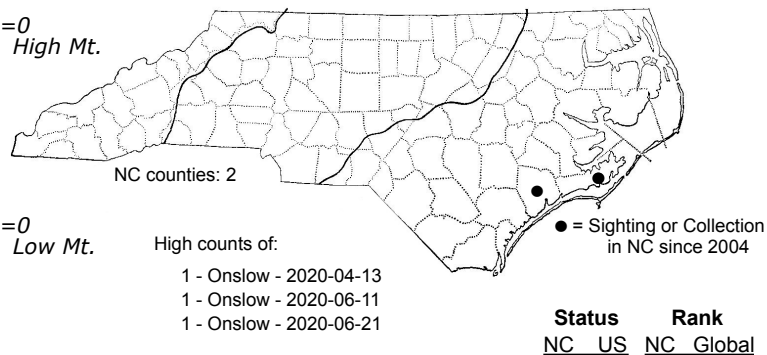 =0
High Mt.
NC counties: 2
=0
Low Mt.
High counts of:
1 - Onslow - 2020-04-13
1 - Onslow - 2020-06-11
1 - Onslow - 2020-06-21
● = Sighting or Collection
in NC since 2004
Status Rank
NC US NC Global